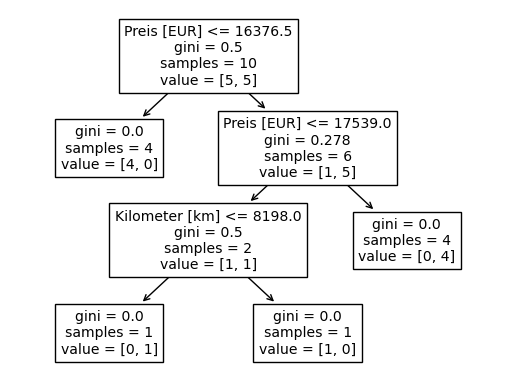 Preis [EUR] <= 16376.5
gini = 0.5
samples = 10
value = [5, 5]
gini = 0.0
samples = 4
value = [4, 0]
Preis [EUR] <= 17539.0
gini = 0.278
samples = 6
value = [1, 5]
Kilometer [km] <= 8198.0
gini = 0.5
samples = 2
value = [1, 1]
gini = 0.0
samples = 4
value = [0, 4]
gini = 0.0
samples = 1
value = [0, 1]
gini = 0.0
samples = 1
value = [1, 0]